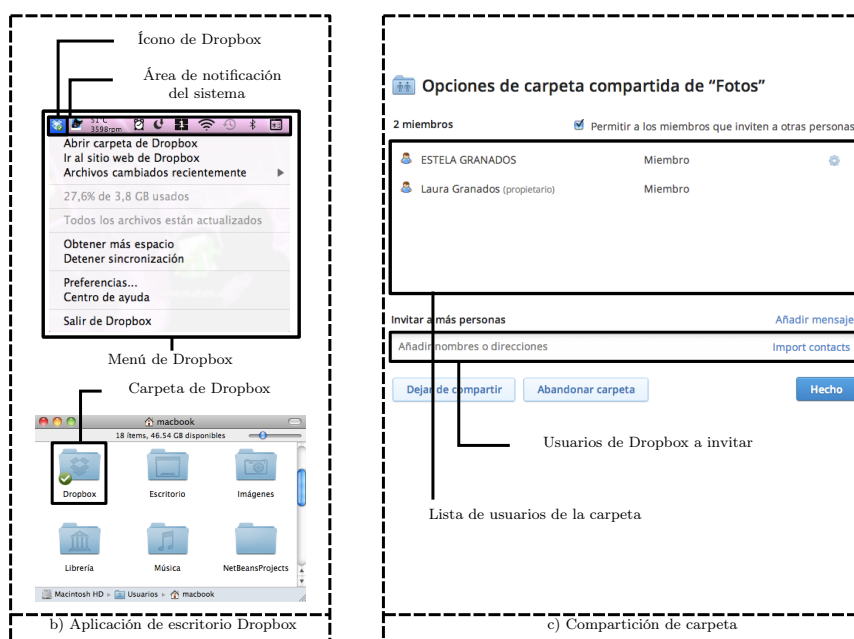 Ícono de Dropbox
Área de notificación
del sistema
51°C
3598rpm
Abrir carpeta de Dropbox
Ir al sitio web de Dropbox
Archivos cambiados recientemente
27,6% de 3,8 GB usados
Todos los archivos están actualizados
Obtener más espacio
Detener sincronización
Preferencias...
Centro de ayuda
Salir de Dropbox
Menú de Dropbox
Carpeta de Dropbox
macbook
18 ítems, 46.54 GB disponibles
Dropbox Escritorio Imágenes
Librería Música NetBeansProjects
Macintosh HD Usuarios macbook
b) Aplicación de escritorio Dropbox
Opciones de carpeta compartida de “Fotos”
2 miembros Permitir a los miembros que inviten a otras personas
ESTELA GRANADOS Miembro
Laura Granados (propietario) Miembro
Invitar a más personas Añadir mensaje
Añadir nombres o direcciones Import contacts
Dejar de compartir Abandonar carpeta Hecho
Usuarios de Dropbox a invitar
Lista de usuarios de la carpeta
c) Compartición de carpeta